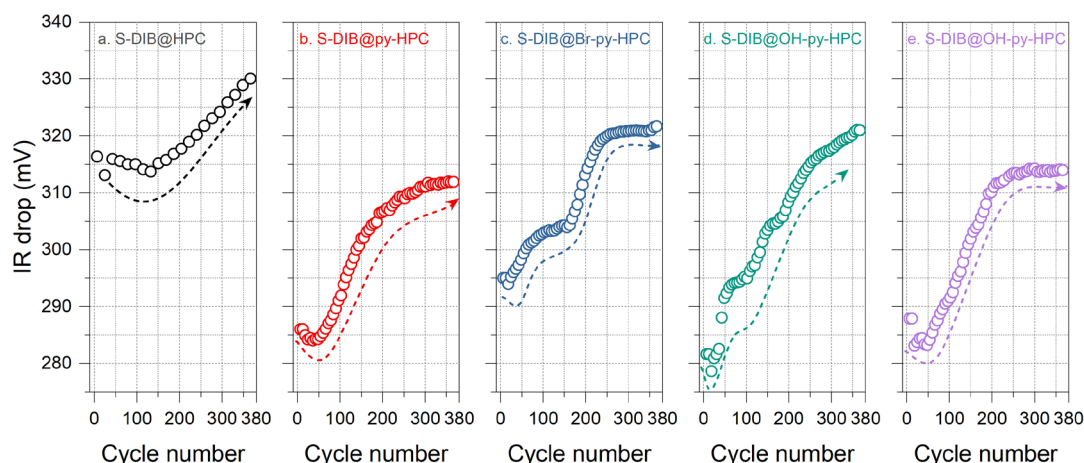 a. S-DIB@HPC
b. S-DIB@py-HPC
c. S-DIB@Br-py-HPC
d. S-DIB@OH-py-HPC
e. S-DIB@OH-py-HPC
IR drop (mV)
330
320
310
300
290
280
0 100 200 300 380
0 100 200 300 380
0 100 200 300 380
0 100 200 300 380
0 100 200 300 380
Cycle number
Cycle number
Cycle number
Cycle number
Cycle number